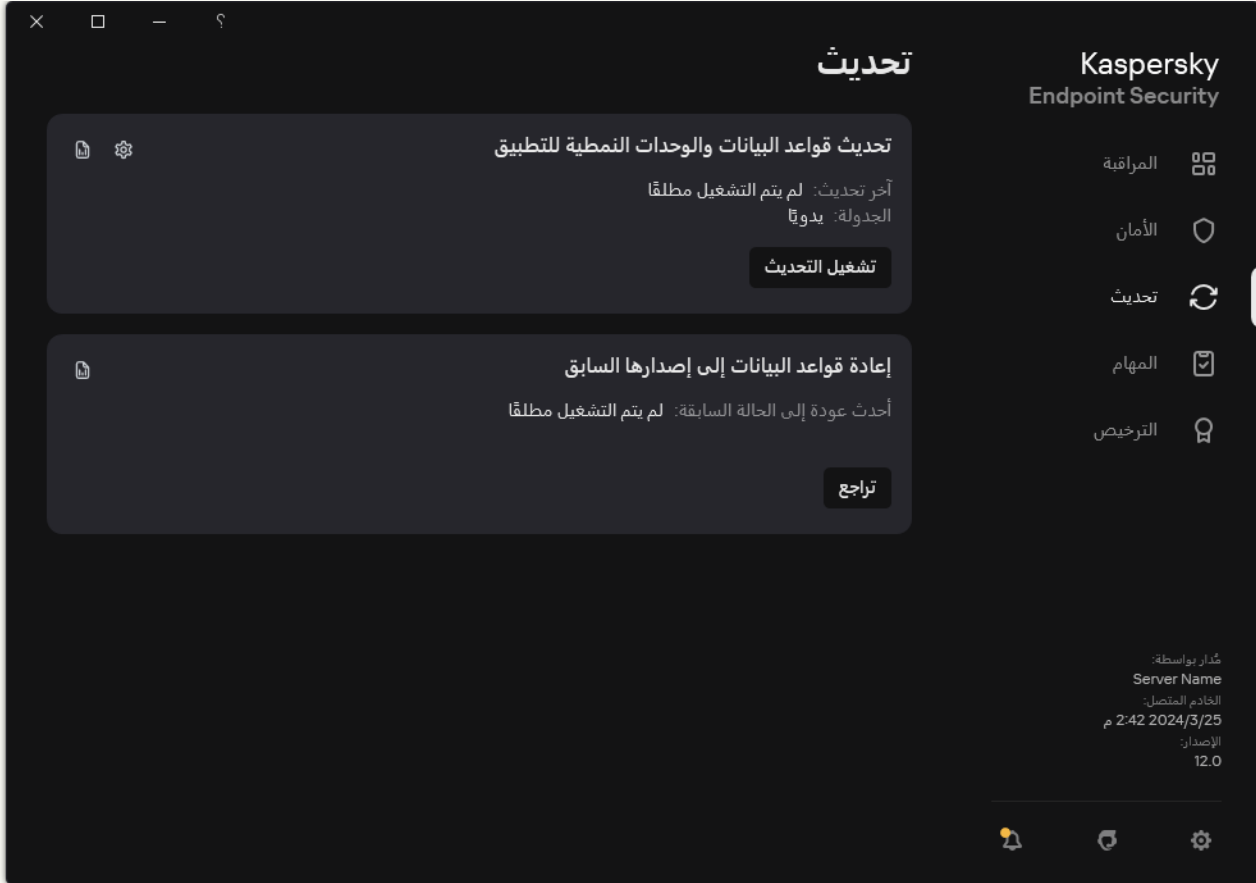 Kaspersky
Endpoint Security
المراقبة
الأمان
تحديث
المهام
الترخيص
مُدار بواسطة:
Server Name
الخادم المتصل:
2024/3/25 2:42 م
الإصدار:
12.0
؟
تحديث
تحديث قواعد البيانات والوحدات النمطية للتطبيق
آخر تحديث: لم يتم التشغيل مطلقًا
الجدولة: يدويًا
تشغيل التحديث
إعادة قواعد البيانات إلى إصدارها السابق
أحدث عودة إلى الحالة السابقة: لم يتم التشغيل مطلقًا
تراجع